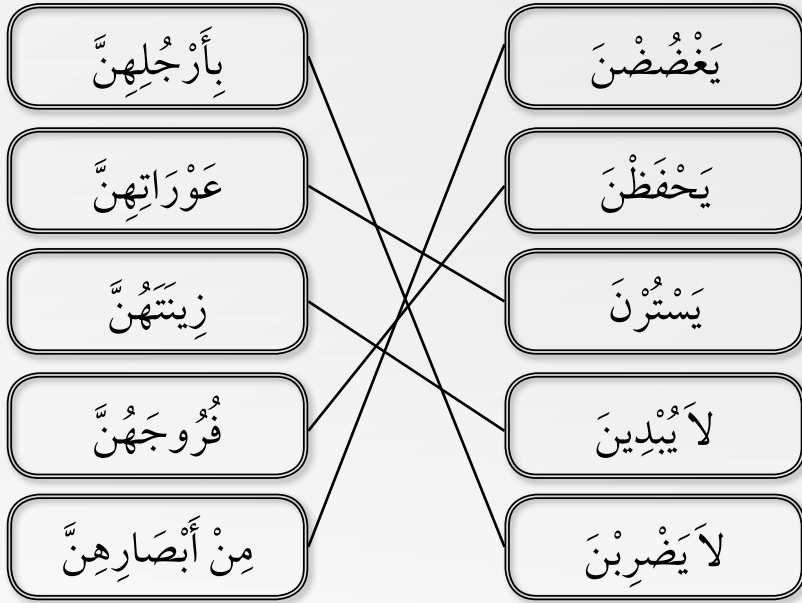 يَغْضُضْنَ
بِأَرْجُلِهِنَّ
يَحْفَظْنَ
عَوْرَاتِهِنَّ
يَسْتُرْنَ
زِينَتَهُنَّ
لاَ يُبْدِينَ
فُرُوجَهُنَّ
لاَ يَضْرِبْنَ
مِنْ أَبْصَارِهِنَّ